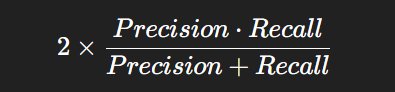 2 × Precision · Recall / Precision + Recall